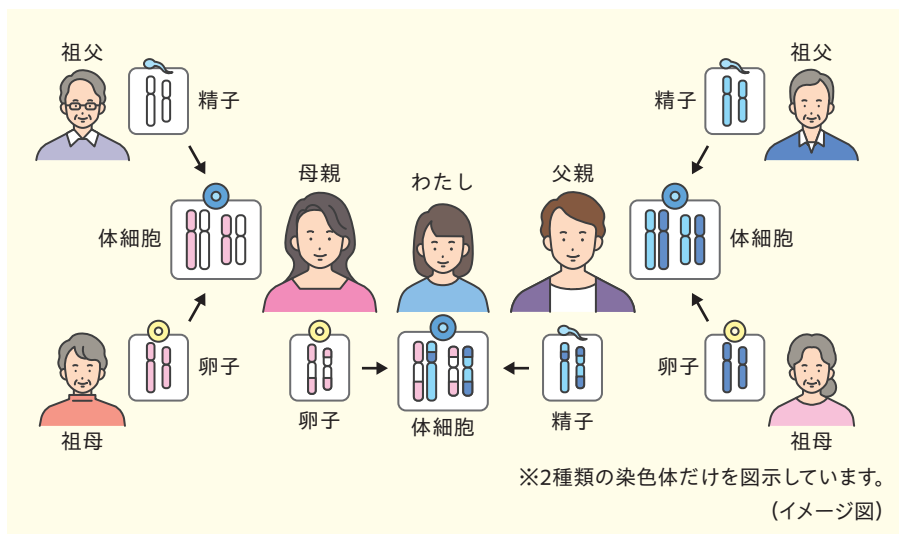 祖父
精子
体細胞
卵子
祖母
母親
わたし
父親
卵子
体細胞
精子
祖父
精子
体細胞
卵子
祖母
※2種類の染色体だけを図示しています。
(イメージ図)